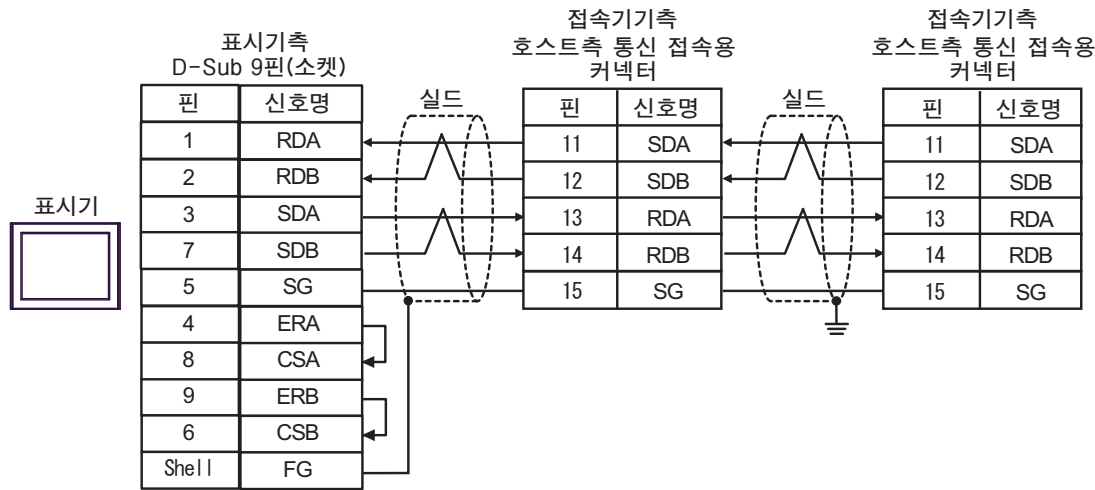 표시기
표시기측
D-Sub 9핀(소켓)
핀 신호명
1 RDA
2 RDB
3 SDA
7 SDB
5 SG
4 ERA
8 CSA
9 ERB
6 CSB
Shell FG
실드
접속기기측
호스트측 통신 접속용
커넥터
핀 신호명
11 SDA
12 SDB
13 RDA
14 RDB
15 SG
실드
접속기기측
호스트측 통신 접속용
커넥터
핀 신호명
11 SDA
12 SDB
13 RDA
14 RDB
15 SG